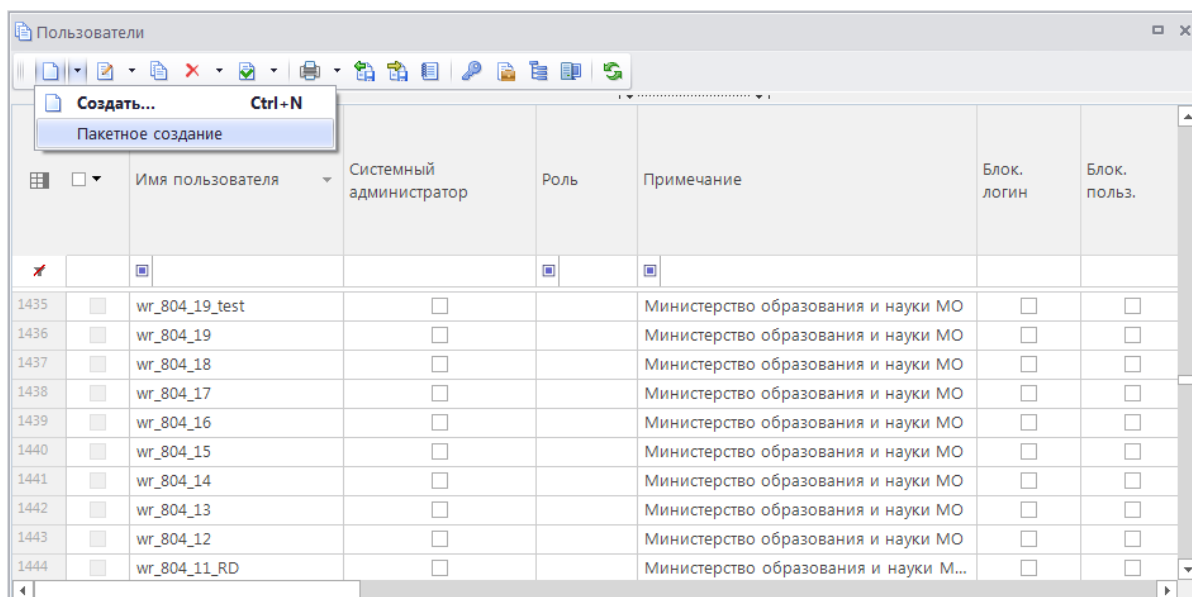 Пользователи
Создать... Ctrl+N
Пакетное создание
Имя пользователя Системный администратор Роль Примечание Блок. логин Блок. польз.
1435 wr_804_19_test Министерство образования и науки МО
1436 wr_804_19 Министерство образования и науки МО
1437 wr_804_18 Министерство образования и науки МО
1438 wr_804_17 Министерство образования и науки МО
1439 wr_804_16 Министерство образования и науки МО
1440 wr_804_15 Министерство образования и науки МО
1441 wr_804_14 Министерство образования и науки МО
1442 wr_804_13 Министерство образования и науки МО
1443 wr_804_12 Министерство образования и науки МО
1444 wr_804_11_RD Министерство образования и науки М...